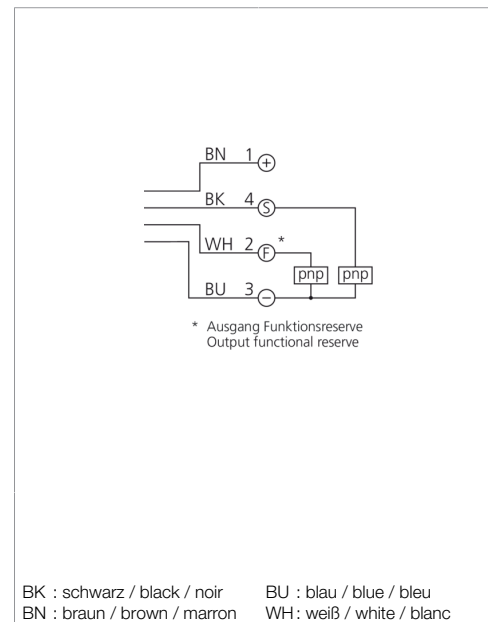 BN 1 +
BK 4 S
WH 2 F *
pnp pnp
BU 3 −
* Ausgang Funktionsreserve
Output functional reserve
BK : schwarz / black / noir BU : blau / blue / bleu
BN : braun / brown / marron WH : weiß / white / blanc